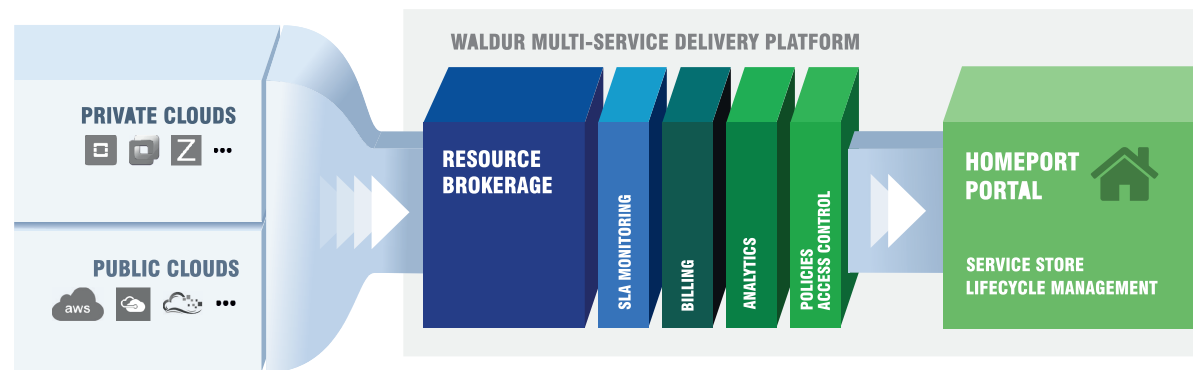 WALDUR MULTI-SERVICE DELIVERY PLATFORM
PRIVATE CLOUDS
Z
PUBLIC CLOUDS
aws
RESOURCE
BROKERAGE
SLA MONITORING
BILLING
ANALYTICS
POLICIES
ACCESS CONTROL
HOMEPORT
PORTAL
SERVICE STORE
LIFECYCLE MANAGEMENT